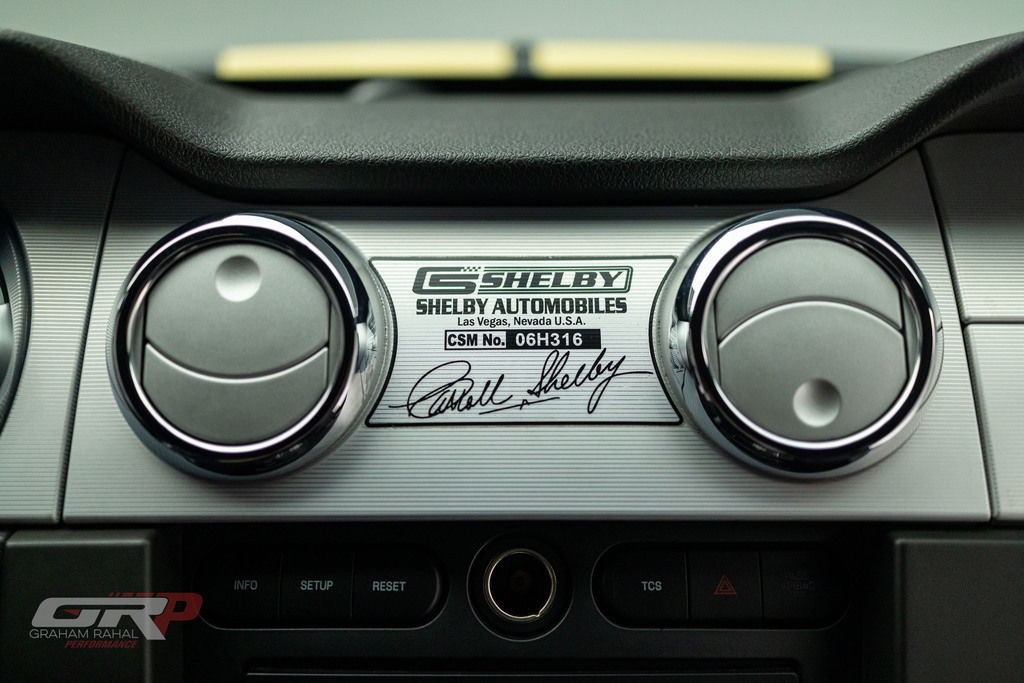 CS SHELBY
SHELBY AUTOMOBILES
Las Vegas, Nevada U.S.A.
CSM No. 06H316
Carroll Shelby
INFO SETUP RESET TCS
GRP
GRAHAM RAHAL
PERFORMANCE